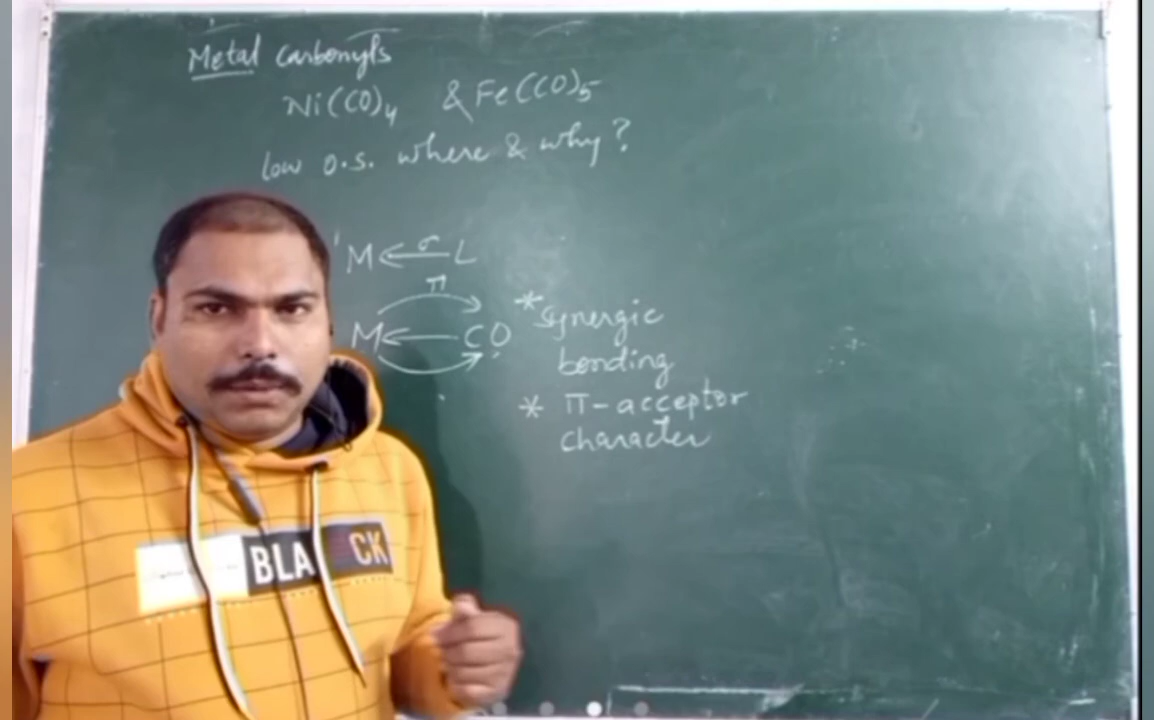 Metal Carbonyls
Ni(CO)4 & Fe(CO)5
low o.s. where & why?
M ← σ L
π
M ← CO
* synergic
bonding
* π-acceptor
character
BLACK